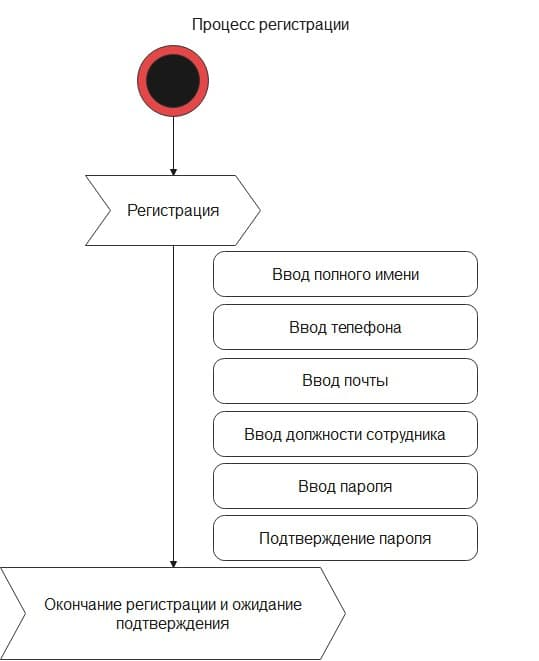 Процесс регистрации
Регистрация
Ввод полного имени
Ввод телефона
Ввод почты
Ввод должности сотрудника
Ввод пароля
Подтверждение пароля
Окончание регистрации и ожидание
подтверждения